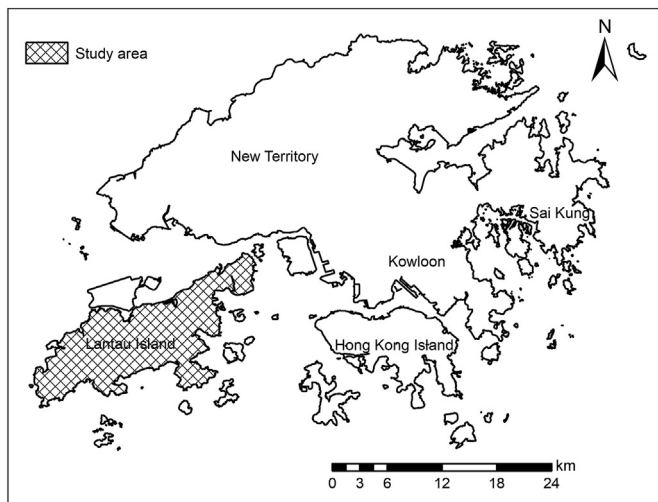 Study area
N
New Territory
Sai Kung
Kowloon
Lantau Island
Hong Kong Island
km
0 3 6 12 18 24